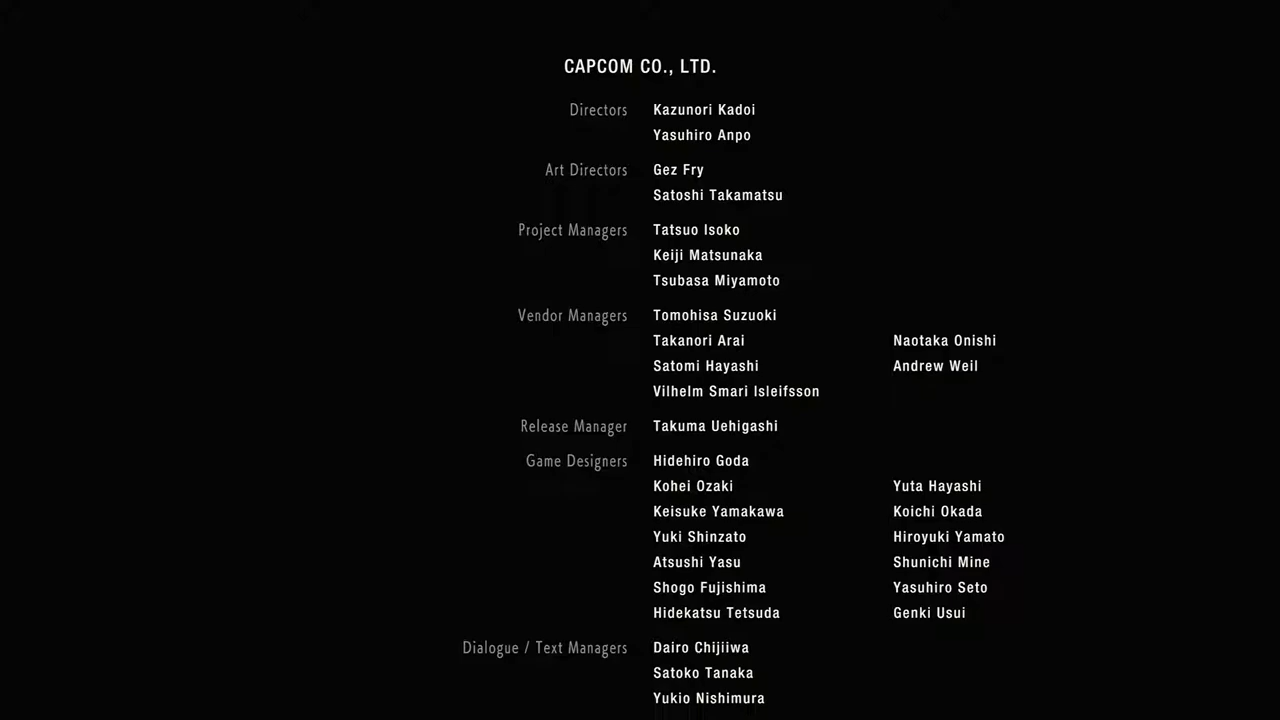 CAPCOM CO., LTD.
Directors Kazunori Kadoi
Yasuhiro Anpo
Art Directors Gez Fry
Satoshi Takamatsu
Project Managers Tatsuo Isoko
Keiji Matsunaka
Tsubasa Miyamoto
Vendor Managers Tomohisa Suzuoki
Takanori Arai Naotaka Onishi
Satomi Hayashi Andrew Weil
Vilhelm Smari Isleifsson
Release Manager Takuma Uehigashi
Game Designers Hidehiro Goda
Kohei Ozaki Yuta Hayashi
Keisuke Yamakawa Koichi Okada
Yuki Shinzato Hiroyuki Yamato
Atsushi Yasu Shunichi Mine
Shogo Fujishima Yasuhiro Seto
Hidekatsu Tetsuda Genki Usui
Dialogue / Text Managers Dairo Chijiiwa
Satoko Tanaka
Yukio Nishimura